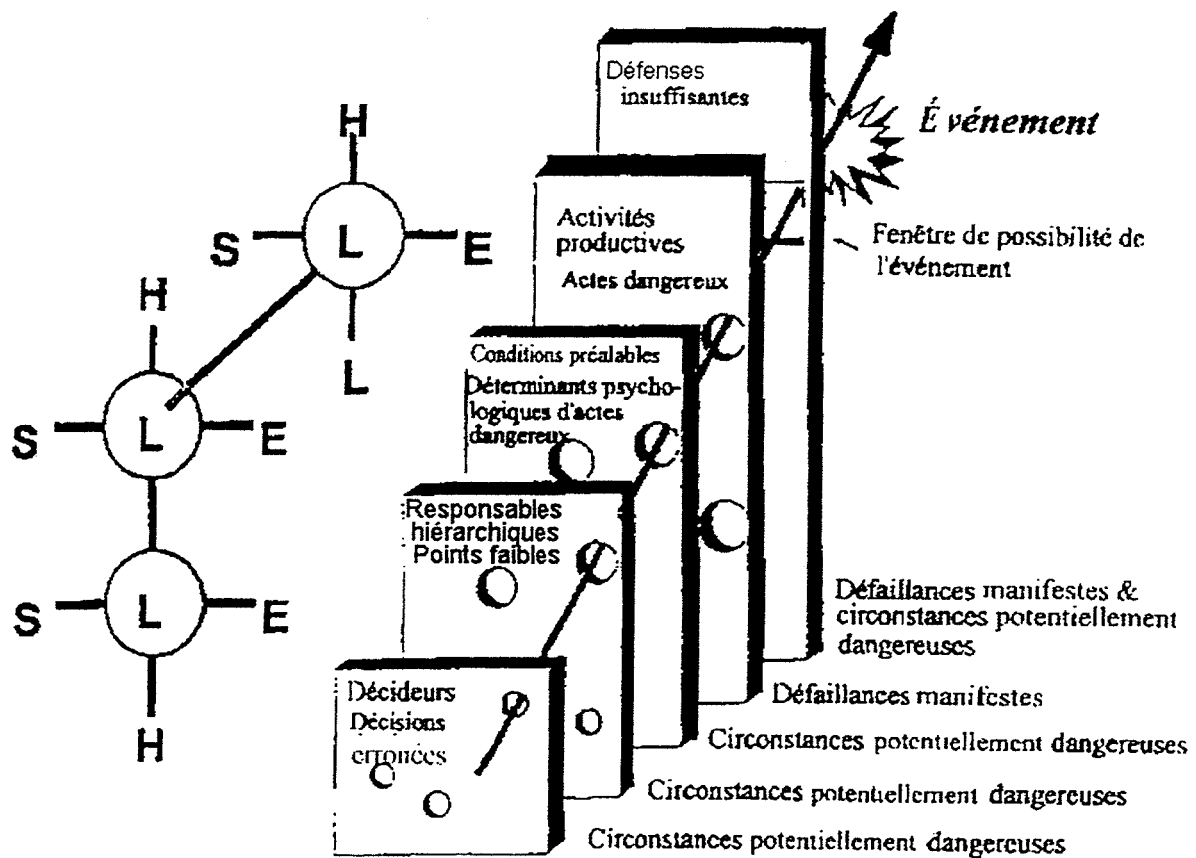 H
S
L
E
L
H
S
L
E
S
L
E
H
Défenses
insuffisantes
Événement
Activités
productives
Actes dangereux
Fenêtre de possibilité de
l'événement
Conditions préalables
Déterminants psycho-
logiques d'actes
dangereux
Responsables
hiérarchiques
Points faibles
Décideurs
Décisions
erronées
Défaillances manifestes &
circonstances potentiellement
dangereuses
Défaillances manifestes
Circonstances potentiellement dangereuses
Circonstances potentiellement dangereuses
Circonstances potentiellement dangereuses